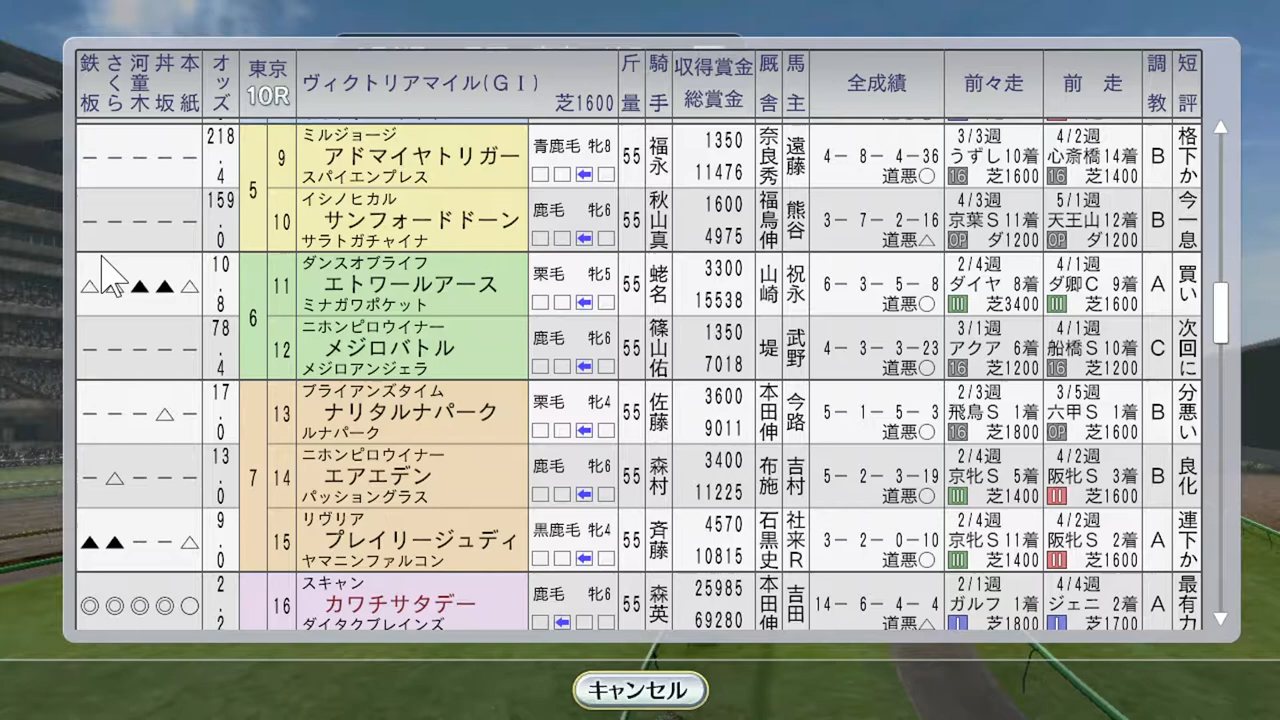 鉄板 さくら 河童木 丼坂 本紙 オッズ 東京10R ヴィクトリアマイル(GⅠ) 芝1600 斤量 騎手 収得賞金 総賞金 厩舎 馬主 全成績 前々走 前走 調教 短評
－ － － － － 218.4 5 9 ミルジョージ アドマイヤトリガー スパイエンプレス 青鹿毛 牝8 55 福永 1350 11476 奈良秀 遠藤 4－ 8－ 4－36 道悪○ 3/3週 うずし10着 16 芝1600 4/2週 心斎橋14着 16 芝1400 B 格下か
－ － － － － 159.0 10 イシノヒカル サンフォードドーン サラトガチャイナ 鹿毛 牝6 55 秋山真 1600 4975 福島伸 熊谷 3－ 7－ 2－16 道悪△ 4/3週 京葉S11着 OP ダ1200 5/1週 天王山12着 OP ダ1200 B 今一息
△ ▲ ▲ △ 10.8 6 11 ダンスオブライフ エトワールアース ミナガワポケット 栗毛 牝5 55 蛯名 3300 15538 山崎 祝永 6－ 3－ 5－ 8 道悪○ 2/4週 ダイヤ 8着 Ⅲ 芝3400 4/1週 ダ卿C 9着 Ⅲ 芝1600 A 買い
－ － － － － 78.4 12 ニホンピロウイナー メジロバトル メジロアンジェラ 鹿毛 牝6 55 篠山佑 1350 7018 堤 武野 4－ 3－ 3－23 道悪○ 3/1週 アクア 6着 16 芝1200 4/1週 船橋S10着 16 芝1200 C 次回に
－ － － △ － 17.0 7 13 ブライアンズタイム ナリタルナパーク ルナパーク 栗毛 牝4 55 佐藤 3600 9011 本田伸 今路 5－ 1－ 5－ 3 道悪○ 2/3週 飛鳥S 1着 16 芝1800 3/5週 六甲S 1着 OP 芝1600 B 分悪い
－ △ － － － 13.0 14 ニホンピロウイナー エアエデン パッショングラス 鹿毛 牝6 55 森村 3400 11225 布施 吉村 5－ 2－ 3－19 道悪○ 2/4週 京牝S 5着 Ⅲ 芝1400 4/2週 阪牝S 3着 Ⅱ 芝1600 B 良化
▲ ▲ － － △ 9.0 15 リヴリア プレイリージュディ ヤマニンファルコン 黒鹿毛 牝4 55 斉藤 4570 10815 石黒史 社来R 3－ 2－ 0－10 道悪○ 2/4週 京牝S11着 Ⅲ 芝1400 4/2週 阪牝S 2着 Ⅱ 芝1600 A 連下か
◎ ◎ ◎ ◎ ○ 2.2 16 スキャン カワチサタデー ダイタクブレインズ 鹿毛 牝6 55 森英 25985 69280 本田伸 吉田 14－ 6－ 4－ 4 道悪△ 2/1週 ガルフ 1着 Ⅰ 芝1800 4/4週 ジェニ 2着 Ⅰ 芝1700 A 最有力
キャンセル